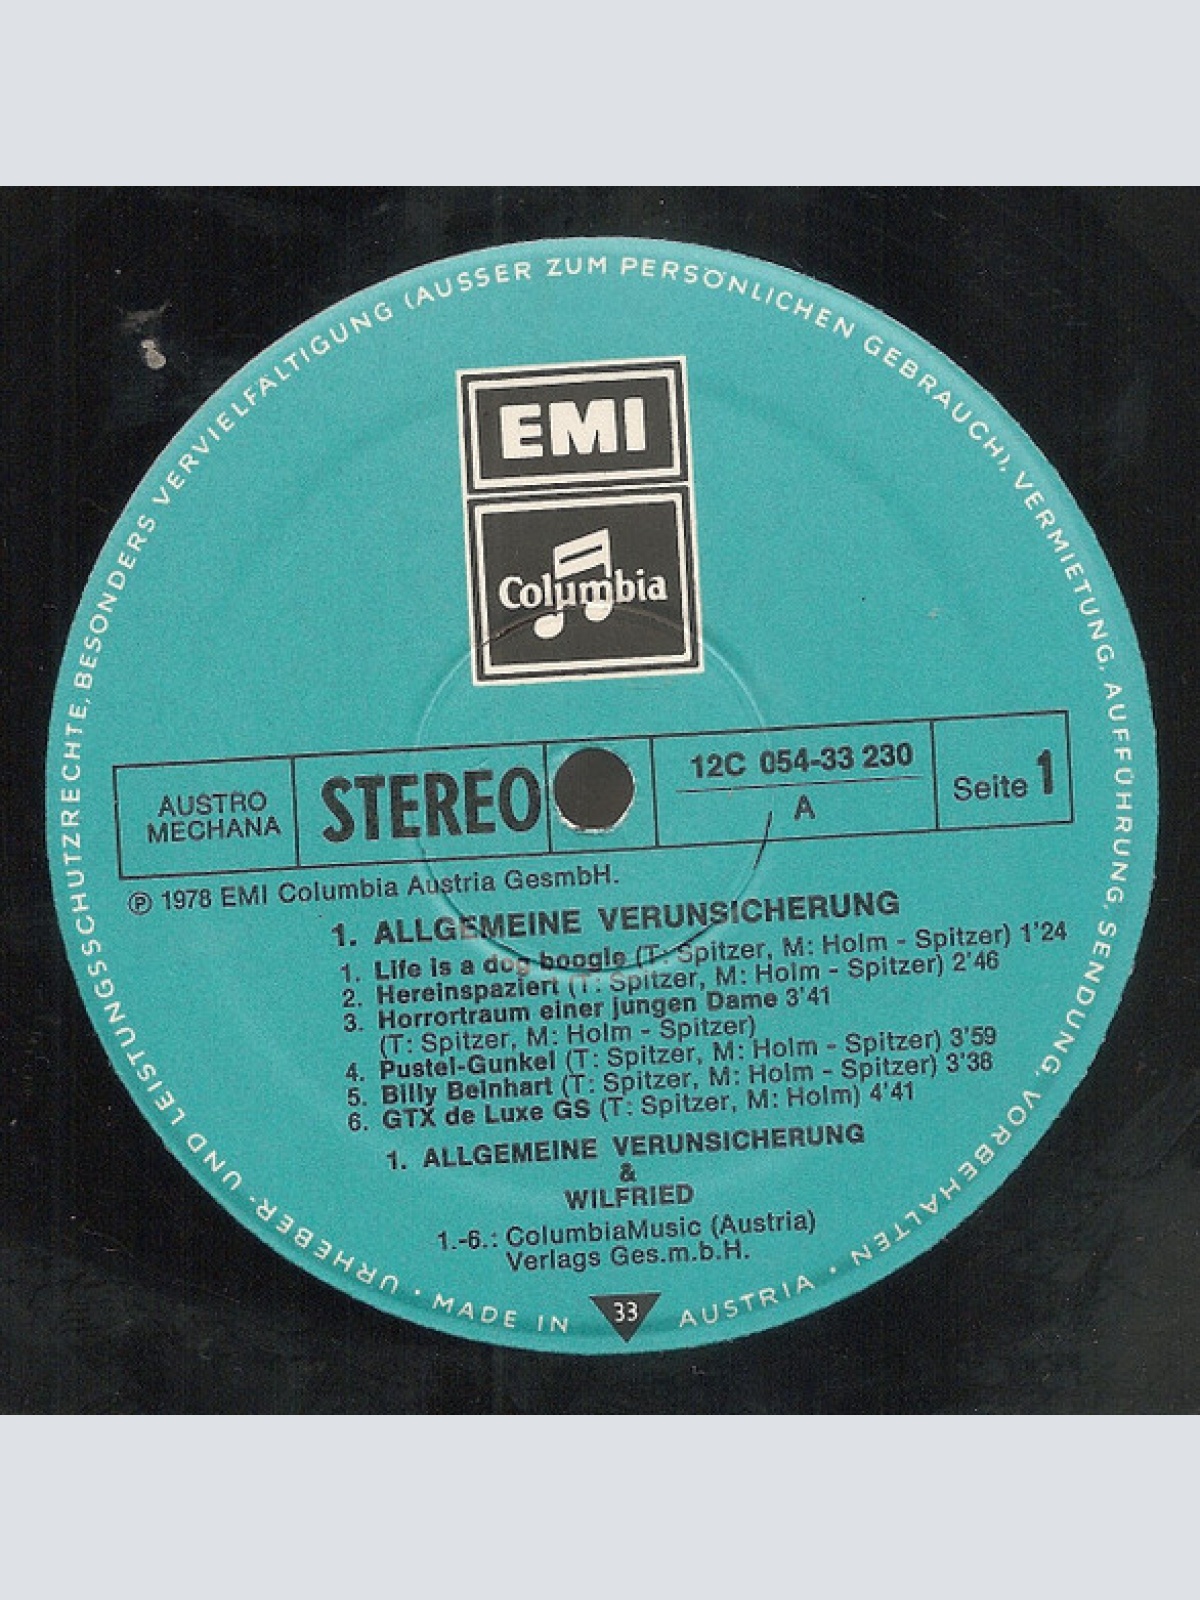 EMI
Columbia
AUSTRO
MECHANA
STEREO
12C 054-33 230
A
Seite 1
℗ 1978 EMI Columbia Austria GesmbH.
1. ALLGEMEINE VERUNSICHERUNG
1. Life is a dog boogie (T: Spitzer, M: Holm - Spitzer) 1'24
2. Hereinspaziert (T: Spitzer, M: Holm - Spitzer) 2'46
3. Horrortraum einer jungen Dame 3'41
(T: Spitzer, M: Holm - Spitzer)
4. Pustel-Gunkel (T: Spitzer, M: Holm - Spitzer) 3'59
5. Billy Beinhart (T: Spitzer, M: Holm - Spitzer) 3'38
6. GTX de Luxe GS (T: Spitzer, M: Holm) 4'41
1. ALLGEMEINE VERUNSICHERUNG
&
WILFRIED
1.-6.: ColumbiaMusic (Austria)
Verlags Ges.m.b.H.
URHEBER- UND LEISTUNGSSCHUTZRECHTE, BESONDERS VERVIELFÄLTIGUNG (AUSSER ZUM PERSÖNLICHEN GEBRAUCH), VERMIETUNG, AUFFÜHRUNG, SENDUNG, VORBEHALTEN •
MADE IN 33 AUSTRIA •